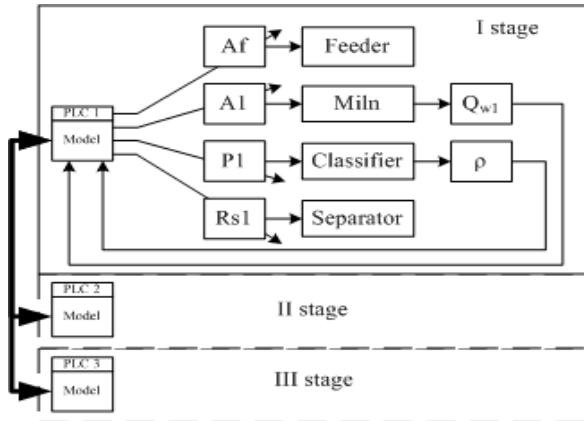 I stage
Af
Feeder
PLC 1
Model
A1
Miln
Qw1
P1
Classifier
ρ
Rs1
Separator
PLC 2
Model
II stage
PLC 3
Model
III stage